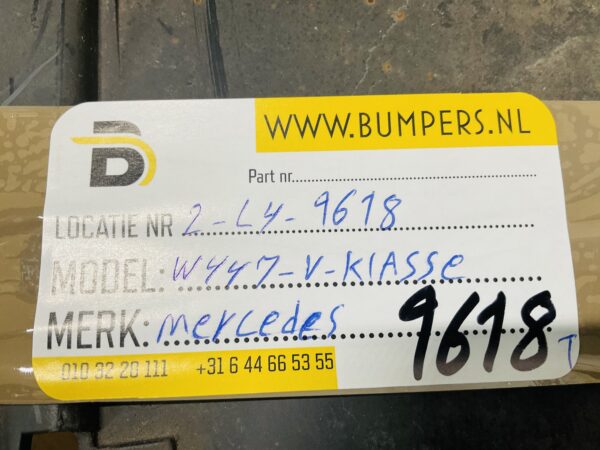 B
WWW.BUMPERS.NL
Part nr.......................................................
LOCATIE NR 2-L4-9618
MODEL: W447-V-KlASSe
MERK: mercedes
9618 T
010 82 20 111 +31 6 44 66 53 55